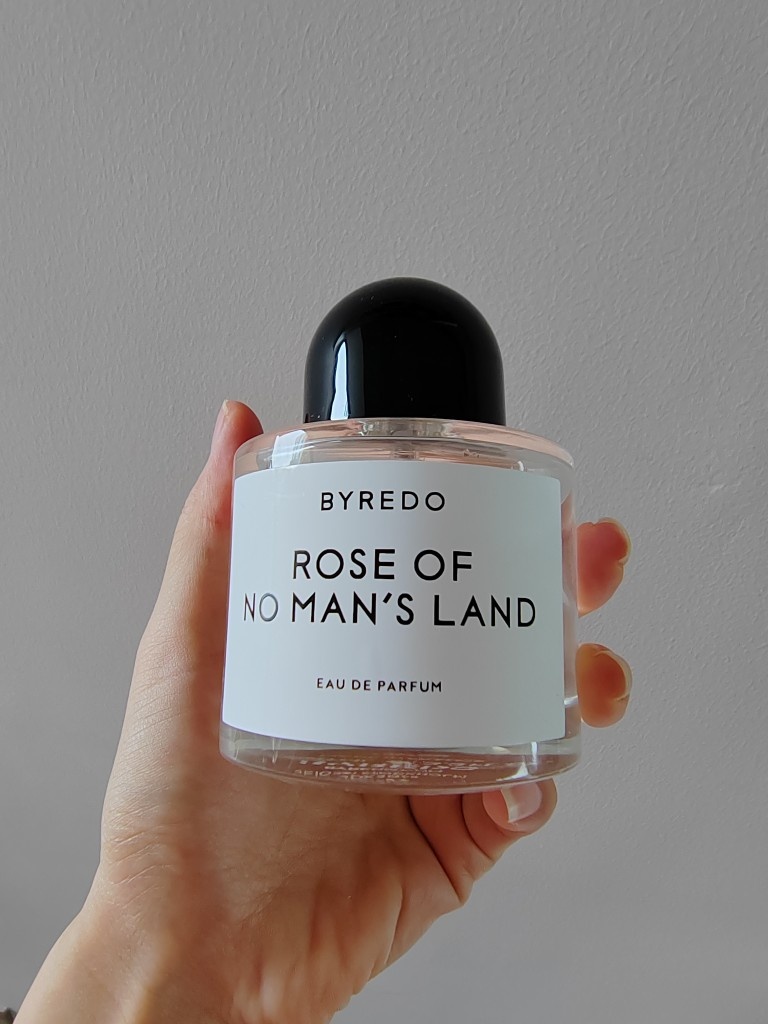 BYREDO
ROSE OF
NO MAN'S LAND
EAU DE PARFUM